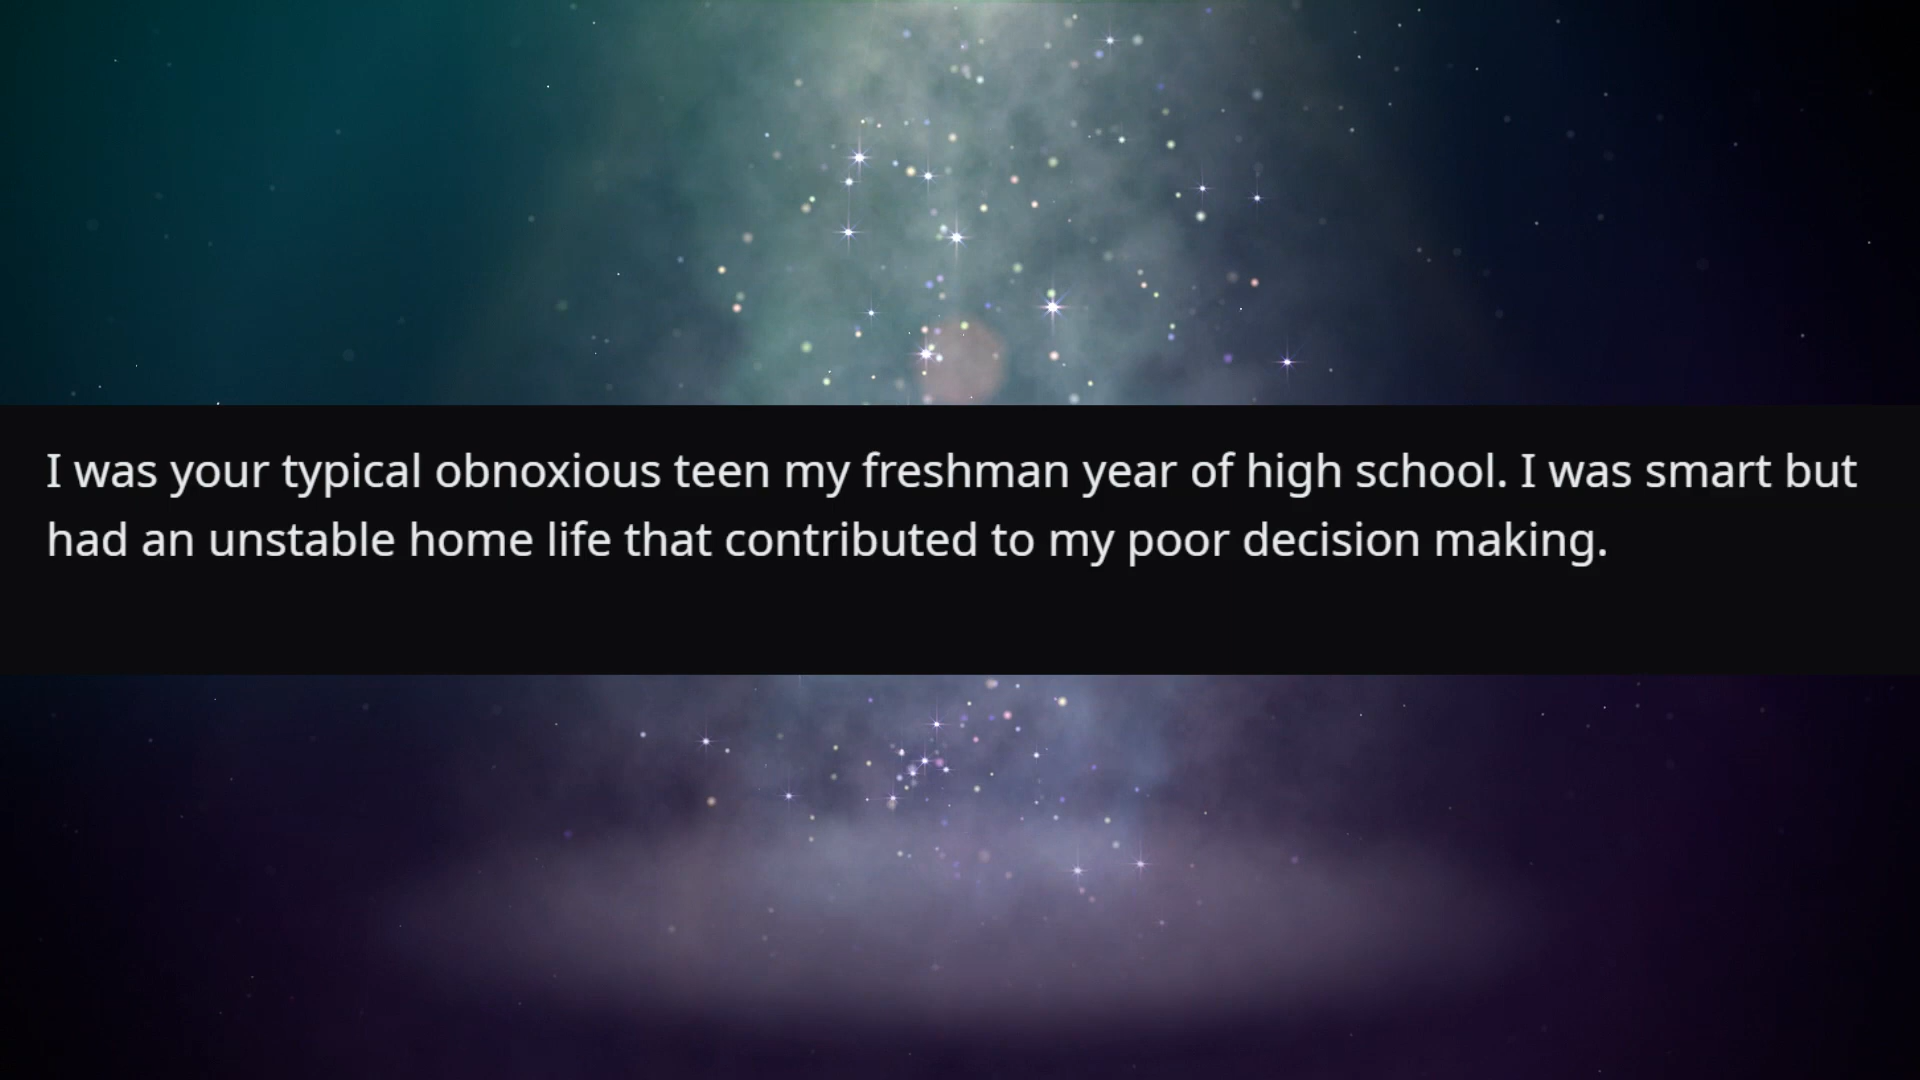 I was your typical obnoxious teen my freshman year of high school. I was smart but
had an unstable home life that contributed to my poor decision making.